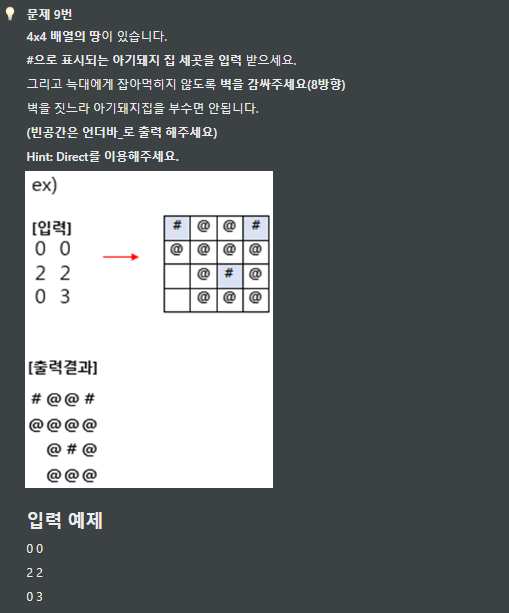 문제 9번
4x4 배열의 땅이 있습니다.
#으로 표시되는 아기돼지 집 세곳을 입력 받으세요.
그리고 늑대에게 잡아먹히지 않도록 벽을 감싸주세요(8방향)
벽을 짓느라 아기돼지집을 부수면 안됩니다.
(빈공간은 언더바_로 출력 해주세요)
Hint: Direct를 이용해주세요.
ex)
[입력]
0 0
2 2
0 3
# @ @ #
@ @ @ @
@ # @
@ @ @
[출력결과]
# @ @ #
@ @ @ @
@ # @
@ @ @
입력 예제
0 0
2 2
0 3